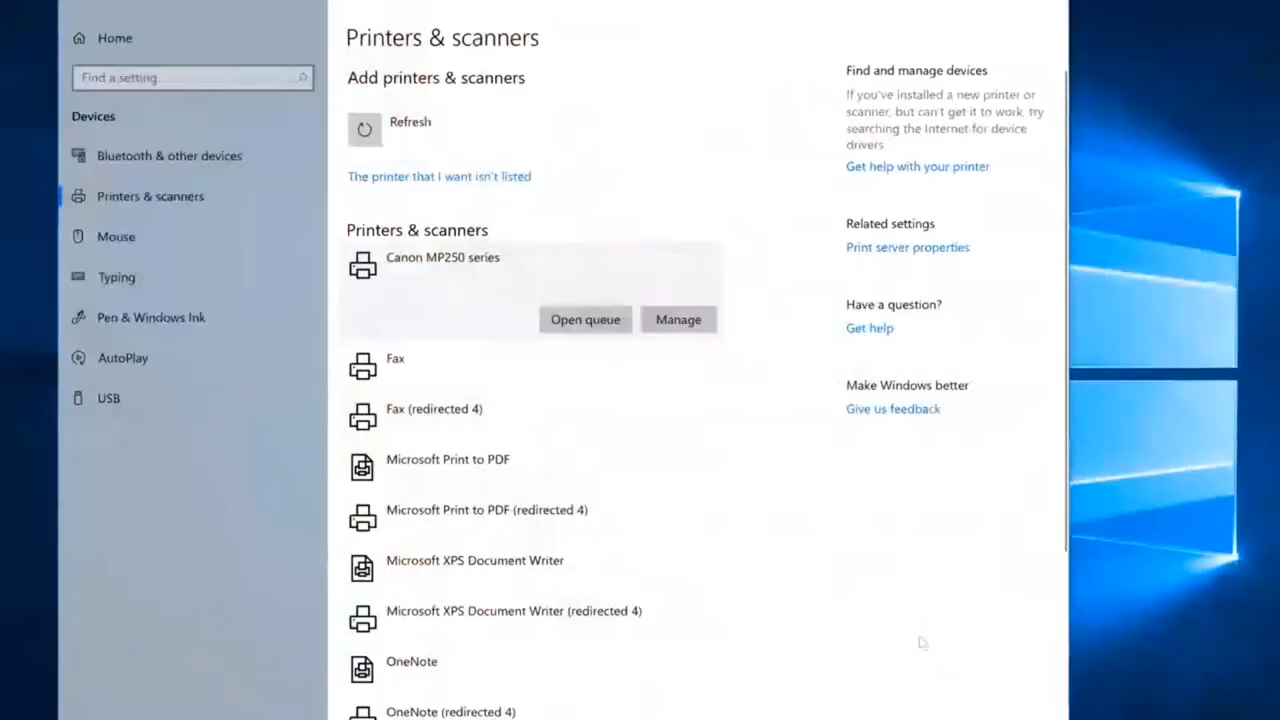 Home
Find a setting
Devices
Bluetooth & other devices
Printers & scanners
Mouse
Typing
Pen & Windows Ink
AutoPlay
USB
Printers & scanners
Add printers & scanners
Refresh
The printer that I want isn't listed
Printers & scanners
Canon MP250 series
Open queue
Manage
Fax
Fax (redirected 4)
Microsoft Print to PDF
Microsoft Print to PDF (redirected 4)
Microsoft XPS Document Writer
Microsoft XPS Document Writer (redirected 4)
OneNote
OneNote (redirected 4)
Find and manage devices
If you've installed a new printer or
scanner, but can't get it to work, try
searching the Internet for device
drivers
Get help with your printer
Related settings
Print server properties
Have a question?
Get help
Make Windows better
Give us feedback